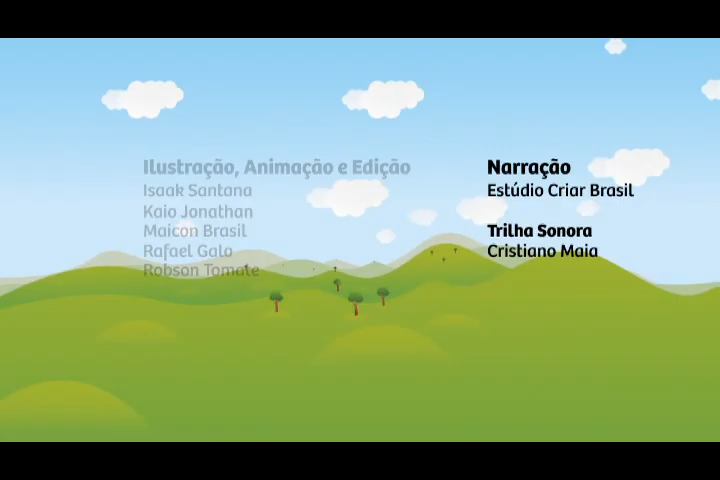 Ilustração, Animação e Edição
Isaak Santana
Kaio Jonathan
Maicon Brasil
Rafael Galo
Robson Tomate
Narração
Estúdio Criar Brasil
Trilha Sonora
Cristiano Maia